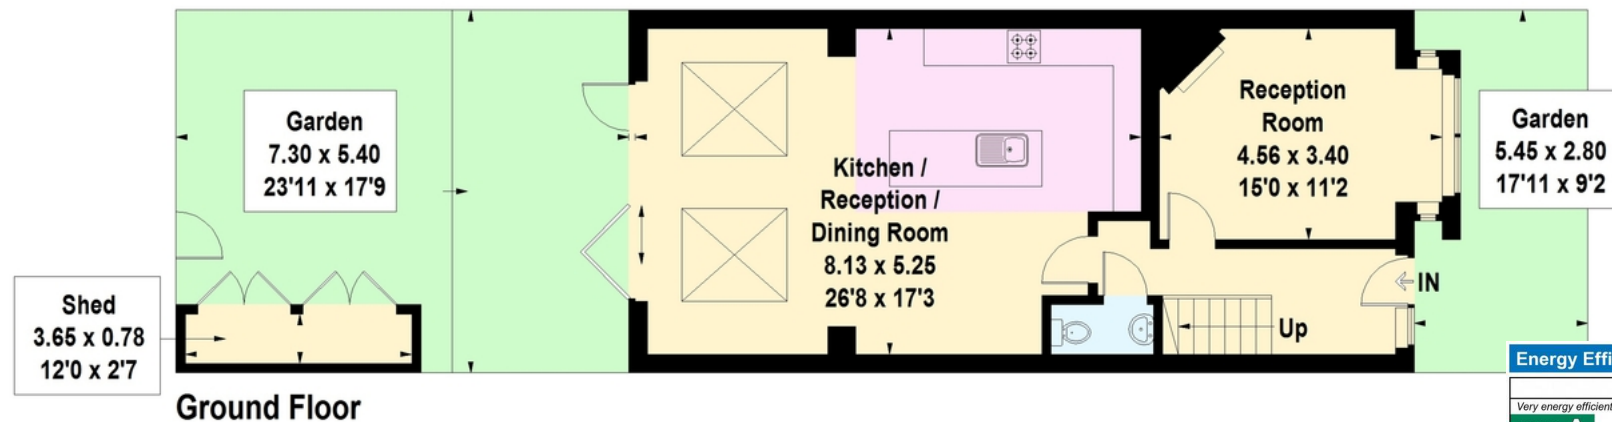 Garden
7.30 x 5.40
23'11 x 17'9
Shed
3.65 x 0.78
12'0 x 2'7
Kitchen /
Reception /
Dining Room
8.13 x 5.25
26'8 x 17'3
Reception
Room
4.56 x 3.40
15'0 x 11'2
Garden
5.45 x 2.80
17'11 x 9'2
IN
Up
Ground Floor
Energy Effi
Very energy efficient